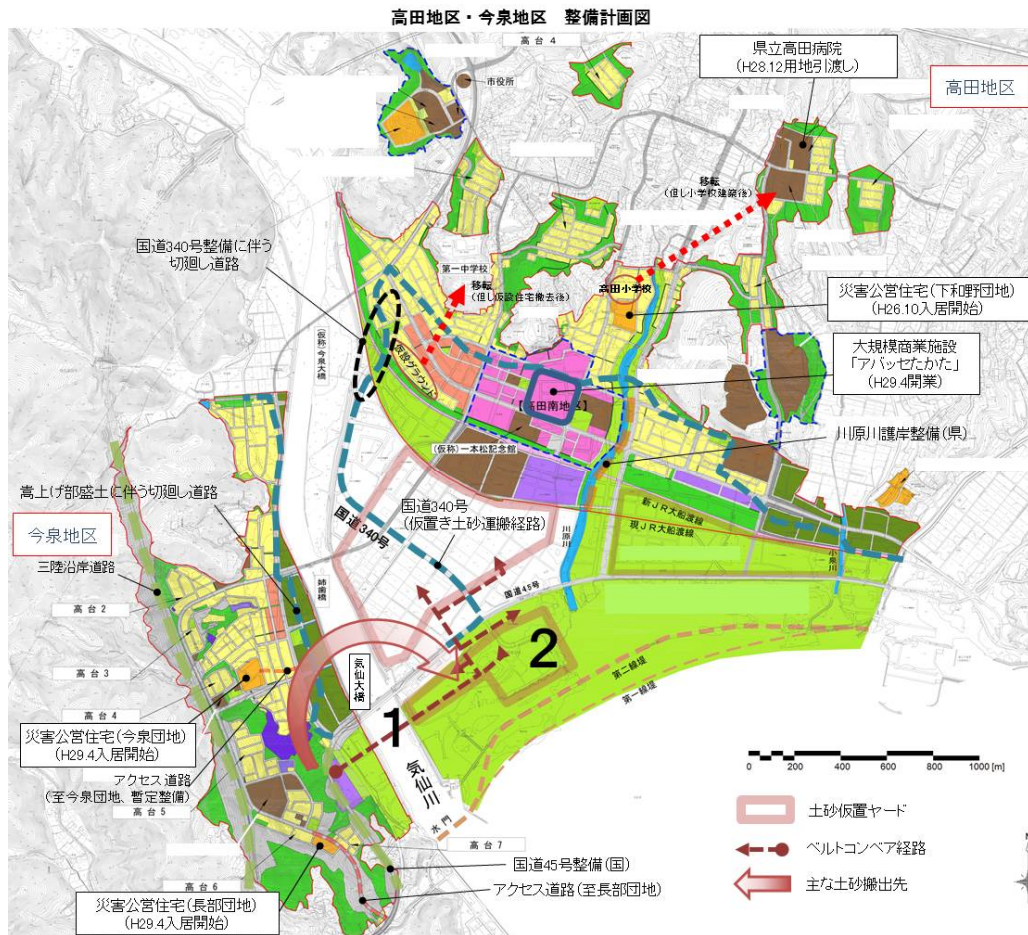 高田地区・今泉地区 整備計画図
高台4
県立高田病院
(H28.12用地引渡し)
高田地区
市役所
移転
(但し小学校建築後)
国道340号整備に伴う
切廻し道路
第一中学校
移転
(但し仮設住宅撤去後)
高田小学校
災害公営住宅(下和野団地)
(H26.10入居開始)
(仮称)今泉大橋
仮設グラウンド
大規模商業施設
「アバッセたかた」
(H29.4開業)
【高田南地区】
川原川護岸整備(県)
(仮称)一本松記念館
嵩上げ部盛土に伴う切廻し道路
国道340号
(仮置き土砂運搬経路)
国道340号
新JR大船渡線
現JR大船渡線
今泉地区
三陸沿岸道路
川原川
小泉川
姉歯橋
国道45号
高台2
高台3
気仙大橋
2
第二線堤
第一線堤
高台4
1
災害公営住宅(今泉団地)
(H29.4入居開始)
アクセス道路
(至今泉団地、暫定整備)
気仙川
0 200 400 600 800 1000 [m]
高台5
水門
土砂仮置ヤード
高台7
ベルトコンベア経路
国道45号整備(国)
高台6
アクセス道路(至長部団地)
主な土砂搬出先
災害公営住宅(長部団地)
(H29.4入居開始)